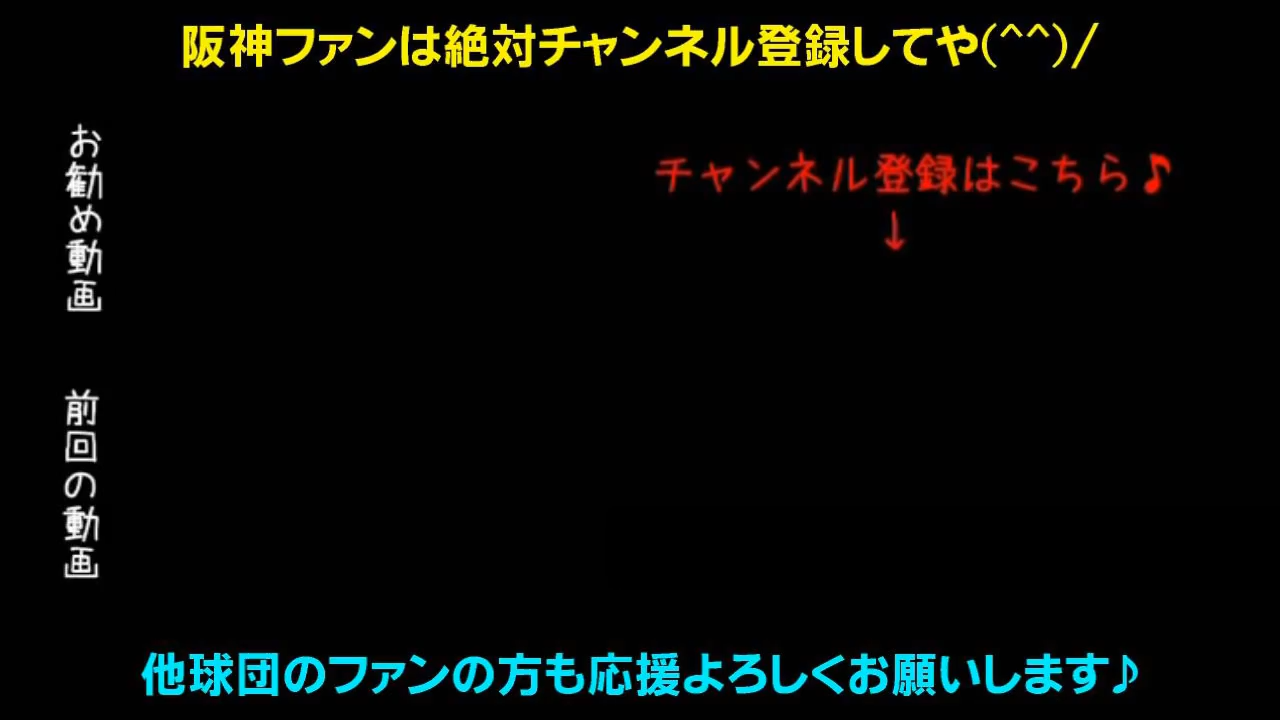 阪神ファンは絶対チャンネル登録してや(^^)/
お勧め動画
チャンネル登録はこちら♪
↓
前回の動画
他球団のファンの方も応援よろしくお願いします♪